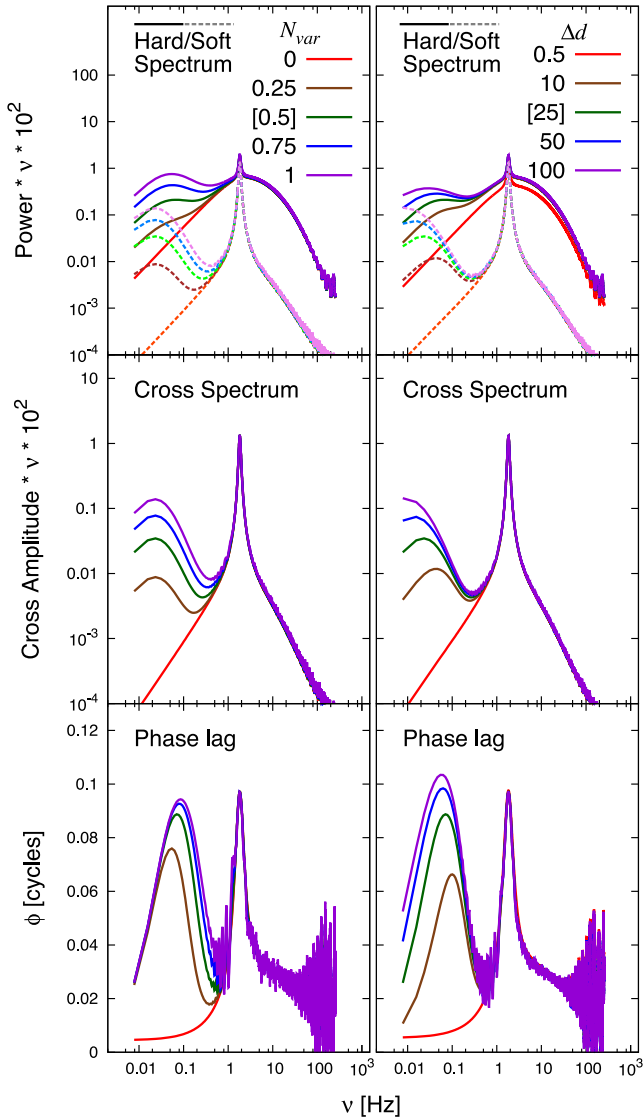 Hard/Soft
Spectrum
N_var
0
0.25
[0.5]
0.75
1
Hard/Soft
Spectrum
Δd
0.5
10
[25]
50
100
Power * ν * 10²
100
10
1
0.1
0.01
10⁻³
10⁻⁴
Cross Spectrum
Cross Spectrum
Cross Amplitude * ν * 10²
10
1
0.1
0.01
10⁻³
10⁻⁴
Phase lag
Phase lag
ϕ [cycles]
0.12
0.1
0.08
0.06
0.04
0.02
0
0.01 0.1 1 10 100 10³
0.01 0.1 1 10 100 10³
ν [Hz]